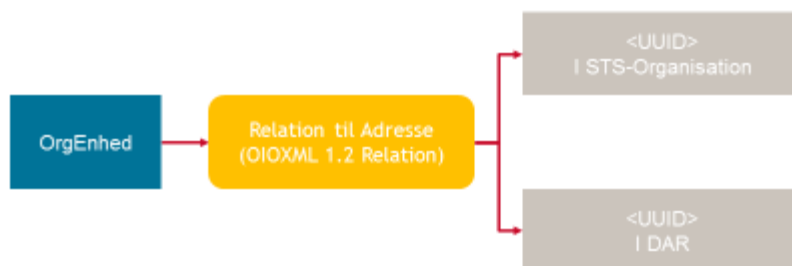 OrgEnhed
Relation til Adresse
(OIOXML 1.2 Relation)
<UUID>
I STS-Organisation
<UUID>
I DAR